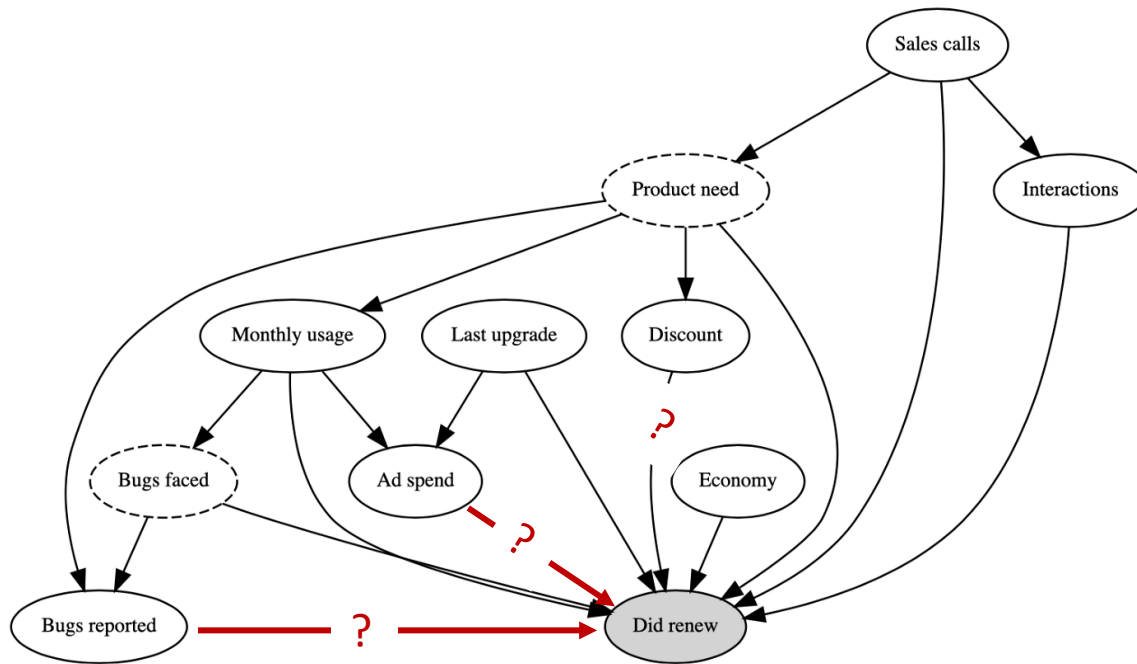 Sales calls
Product need
Interactions
Monthly usage
Last upgrade
Discount
?
Bugs faced
Ad spend
Economy
?
Bugs reported
?
Did renew